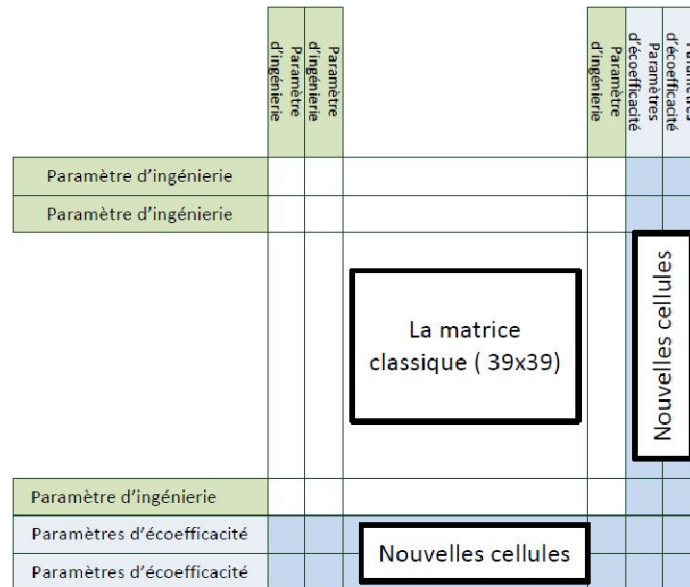 Paramètre
d'ingénierie
Paramètre
d'ingénierie
Paramètre
d'ingénierie
Paramètres
d'écoefficacité
Paramètres
d'écoefficacité
Paramètre d'ingénierie
Paramètre d'ingénierie
La matrice
classique ( 39x39)
Nouvelles cellules
Paramètre d'ingénierie
Paramètres d'écoefficacité
Nouvelles cellules
Paramètres d'écoefficacité